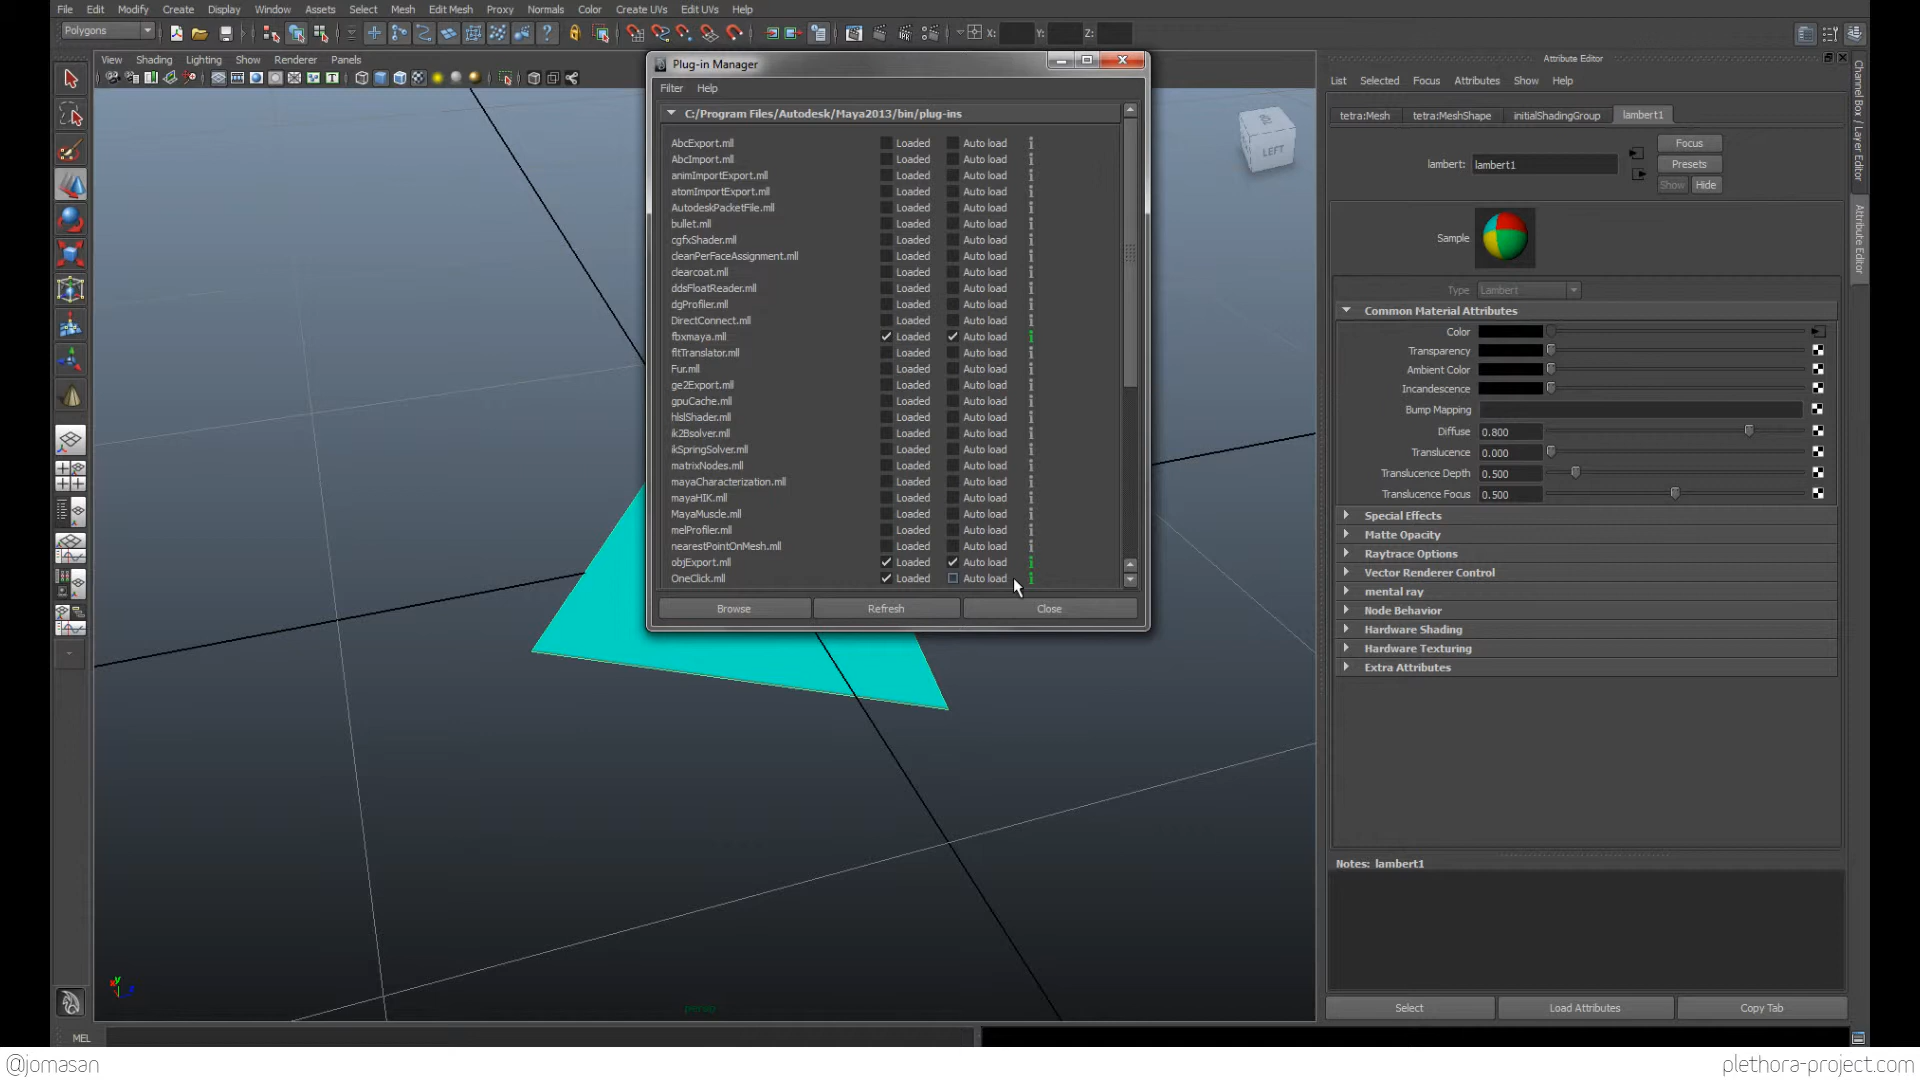 File Edit Modify Create Display Window Assets Select Mesh Edit Mesh Proxy Normals Color Create UVs Edit UVs Help
Polygons X: Y: Z:
View Shading Lighting Show Renderer Panels
LEFT
persp
MEL
Plug-in Manager
Filter Help
C:/Program Files/Autodesk/Maya2013/bin/plug-ins
AbcExport.mll Loaded Auto load i
AbcImport.mll Loaded Auto load i
animImportExport.mll Loaded Auto load i
atomImportExport.mll Loaded Auto load i
AutodeskPacketFile.mll Loaded Auto load i
bullet.mll Loaded Auto load i
cgfxShader.mll Loaded Auto load i
cleanPerFaceAssignment.mll Loaded Auto load i
clearcoat.mll Loaded Auto load i
ddsFloatReader.mll Loaded Auto load i
dgProfiler.mll Loaded Auto load i
DirectConnect.mll Loaded Auto load i
fbxmaya.mll Loaded Auto load i
fltTranslator.mll Loaded Auto load i
Fur.mll Loaded Auto load i
ge2Export.mll Loaded Auto load i
gpuCache.mll Loaded Auto load i
hlslShader.mll Loaded Auto load i
ik2Bsolver.mll Loaded Auto load i
ikSpringSolver.mll Loaded Auto load i
matrixNodes.mll Loaded Auto load i
mayaCharacterization.mll Loaded Auto load i
mayaHIK.mll Loaded Auto load i
MayaMuscle.mll Loaded Auto load i
melProfiler.mll Loaded Auto load i
nearestPointOnMesh.mll Loaded Auto load i
objExport.mll Loaded Auto load i
OneClick.mll Loaded Auto load i
Browse Refresh Close
Attribute Editor
List Selected Focus Attributes Show Help
tetra:Mesh tetra:MeshShape initialShadingGroup lambert1
Focus
lambert: lambert1 Presets
Show Hide
Sample
Type Lambert
Common Material Attributes
Color
Transparency
Ambient Color
Incandescence
Bump Mapping
Diffuse 0.800
Translucence 0.000
Translucence Depth 0.500
Translucence Focus 0.500
Special Effects
Matte Opacity
Raytrace Options
Vector Renderer Control
mental ray
Node Behavior
Hardware Shading
Hardware Texturing
Extra Attributes
Notes: lambert1
Select Load Attributes Copy Tab
Channel Box / Layer Editor
Attribute Editor
@jomasan plethora-project.com